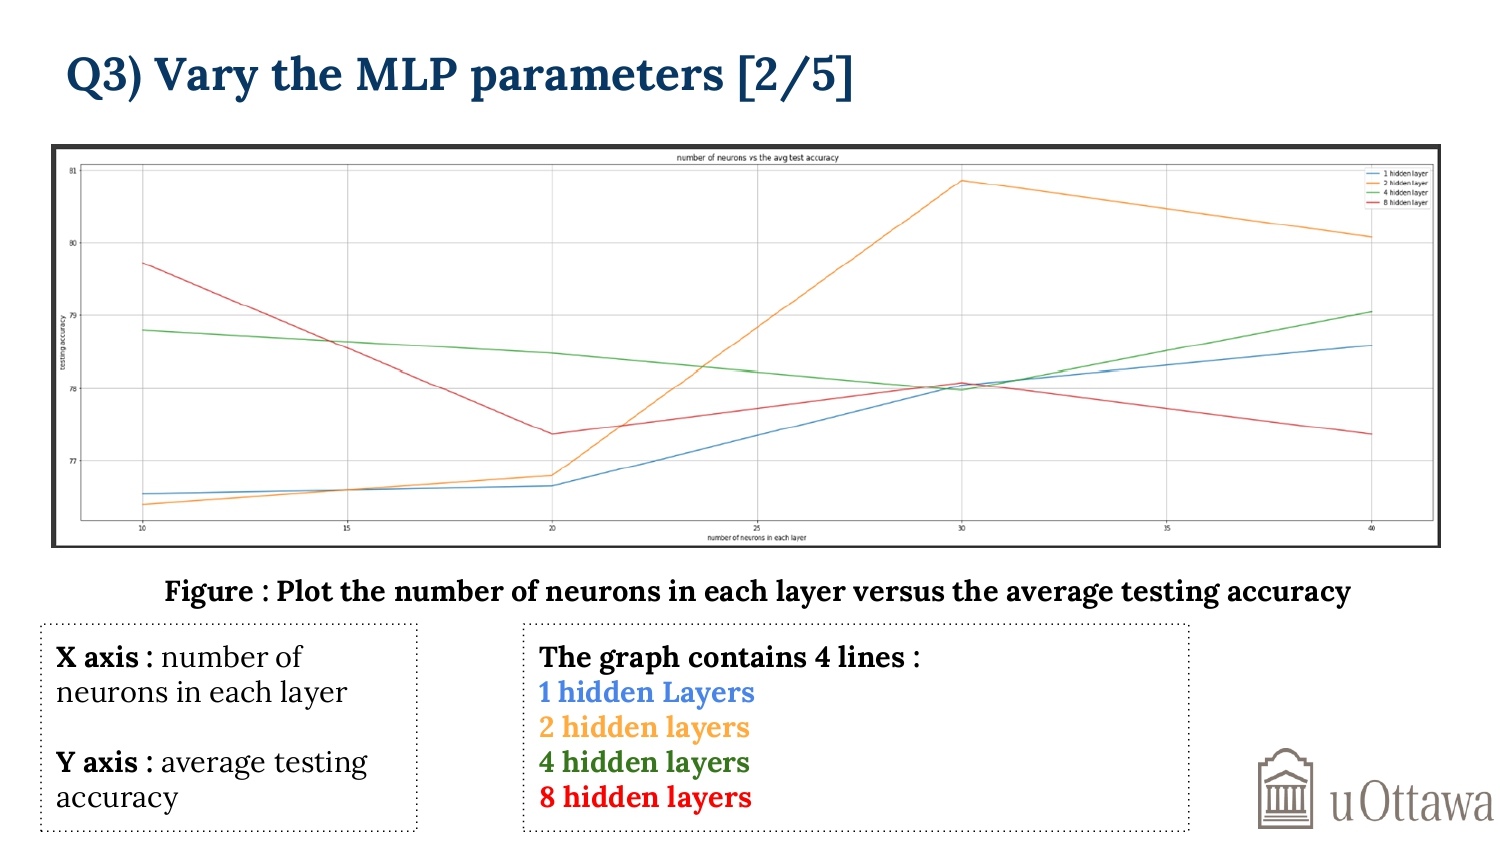 Q3) Vary the MLP parameters [2/5]
number of neurons vs the avg test accuracy
81
80
79
78
77
testing accuracy
1 hidden layer
2 hidden layer
4 hidden layer
8 hidden layer
10 15 20 25 30 35 40
number of neurons in each layer
Figure : Plot the number of neurons in each layer versus the average testing accuracy
X axis : number of
neurons in each layer
Y axis : average testing
accuracy
The graph contains 4 lines :
1 hidden Layers
2 hidden layers
4 hidden layers
8 hidden layers
uOttawa